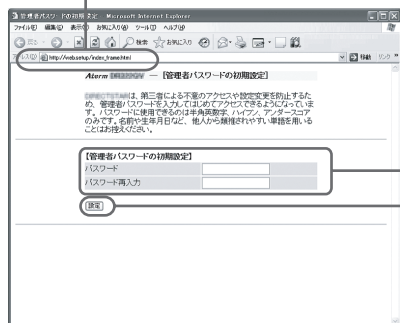 管理者パスワードの初期設定 - Microsoft Internet Explorer
ファイル(F) 編集(E) 表示(V) お気に入り(A) ツール(T) ヘルプ(H)
戻る 検索 お気に入り
アドレス(D) http://web.setup/index_frame.html 移動 リンク
Aterm — [管理者パスワードの初期設定]
は、第三者による不意のアクセスや設定変更を防止するた
め、管理者パスワードを入力してはじめてアクセスできるようになっていま
す。パスワードに使用できるのは半角英数字、ハイフン、アンダースコア
のみです。名前や生年月日など、他人から類推されやすい単語を用いる
ことはお控えください。
【管理者パスワードの初期設定】
パスワード
パスワード再入力
設定